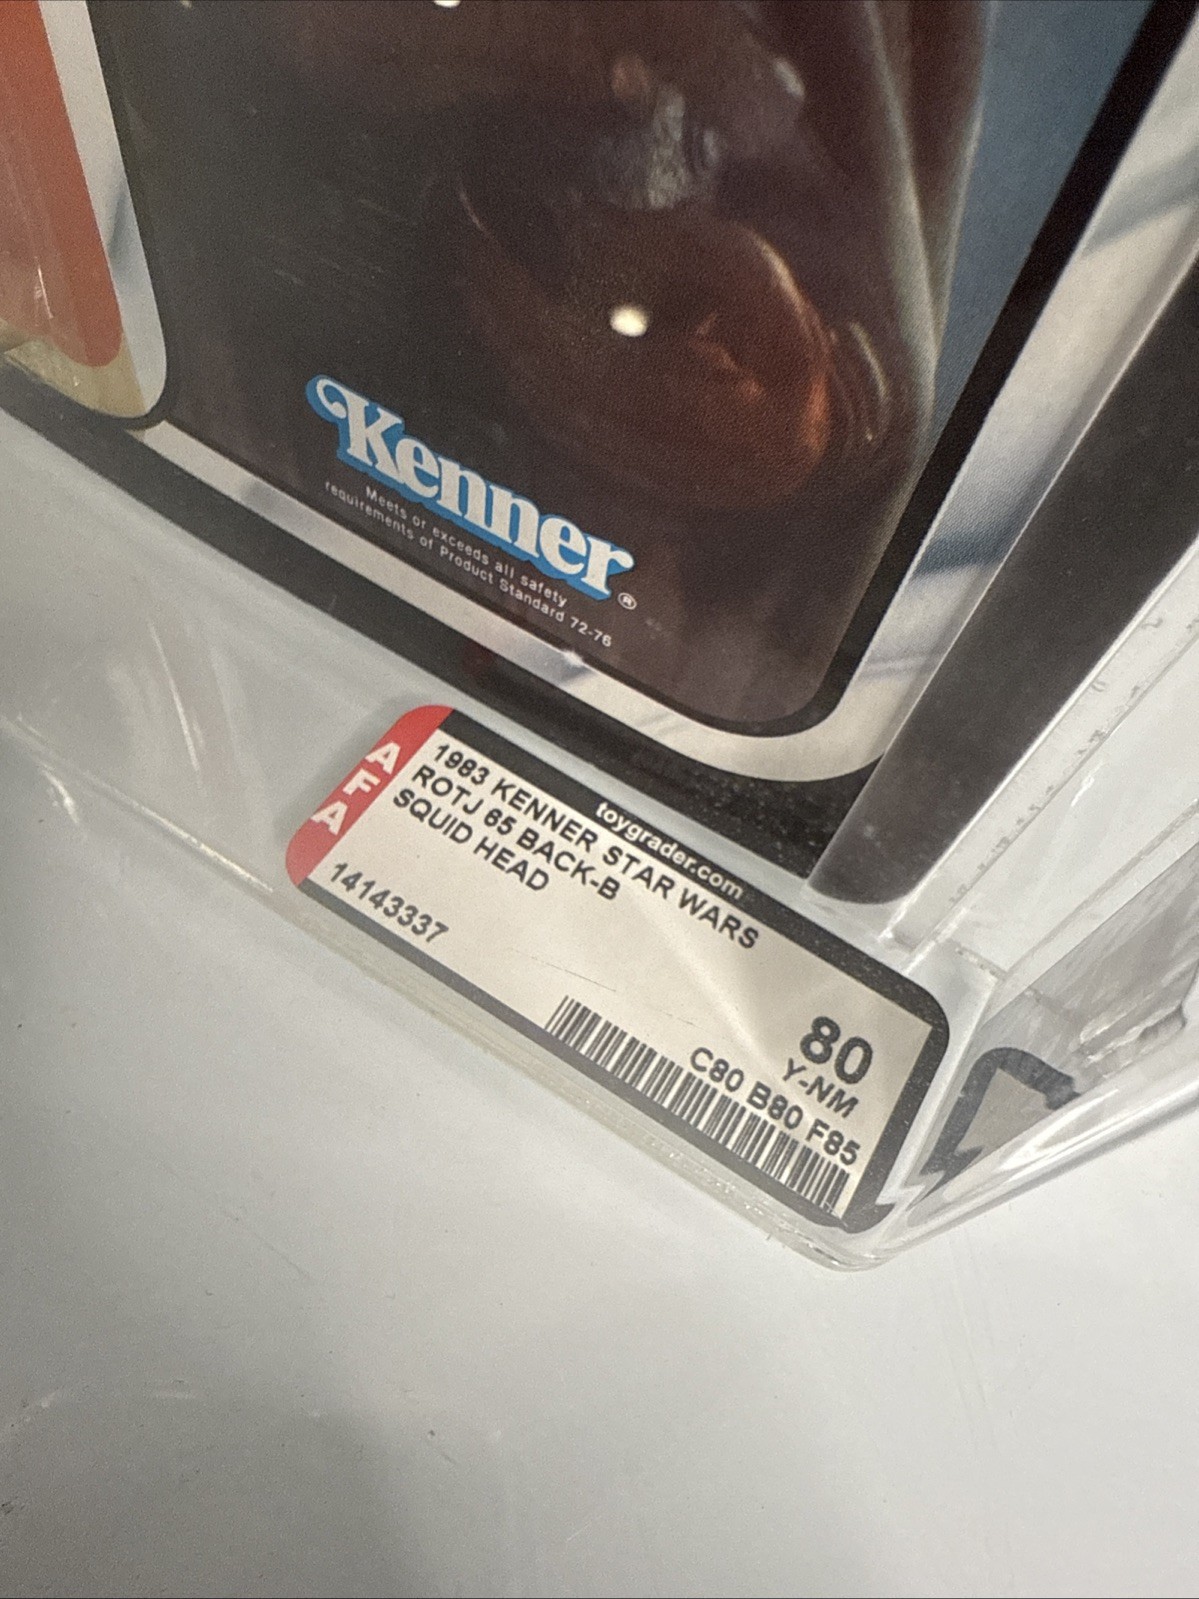 Kenner®
Meets or exceeds all safety
requirements of Product Standard 72-76
AFA
toygrader.com
1983 KENNER STAR WARS
ROTJ 65 BACK-B
SQUID HEAD
14143337
80
Y-NM
C80 B80 F85